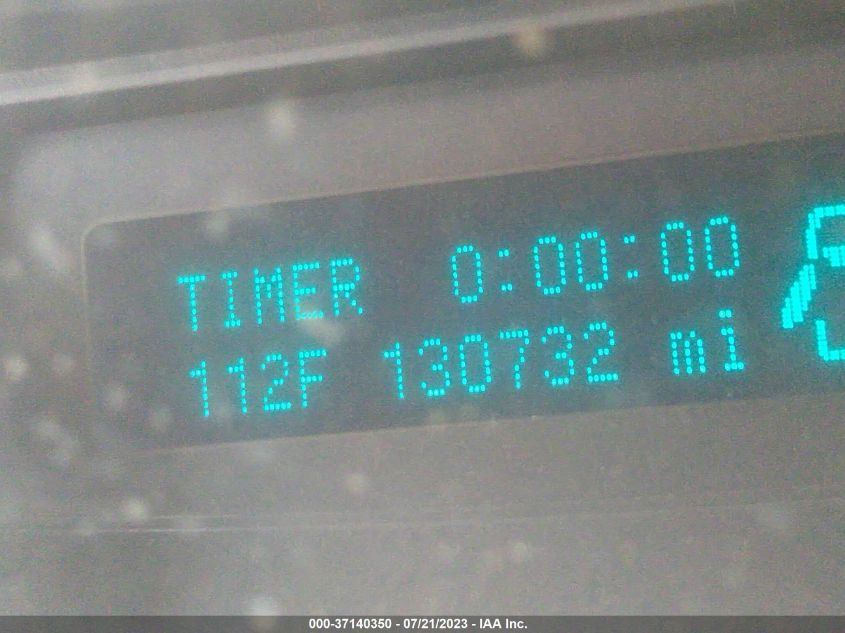 TIMER 0:00:00
112F 130732 mi
000-37140350 - 07/21/2023 - IAA Inc.